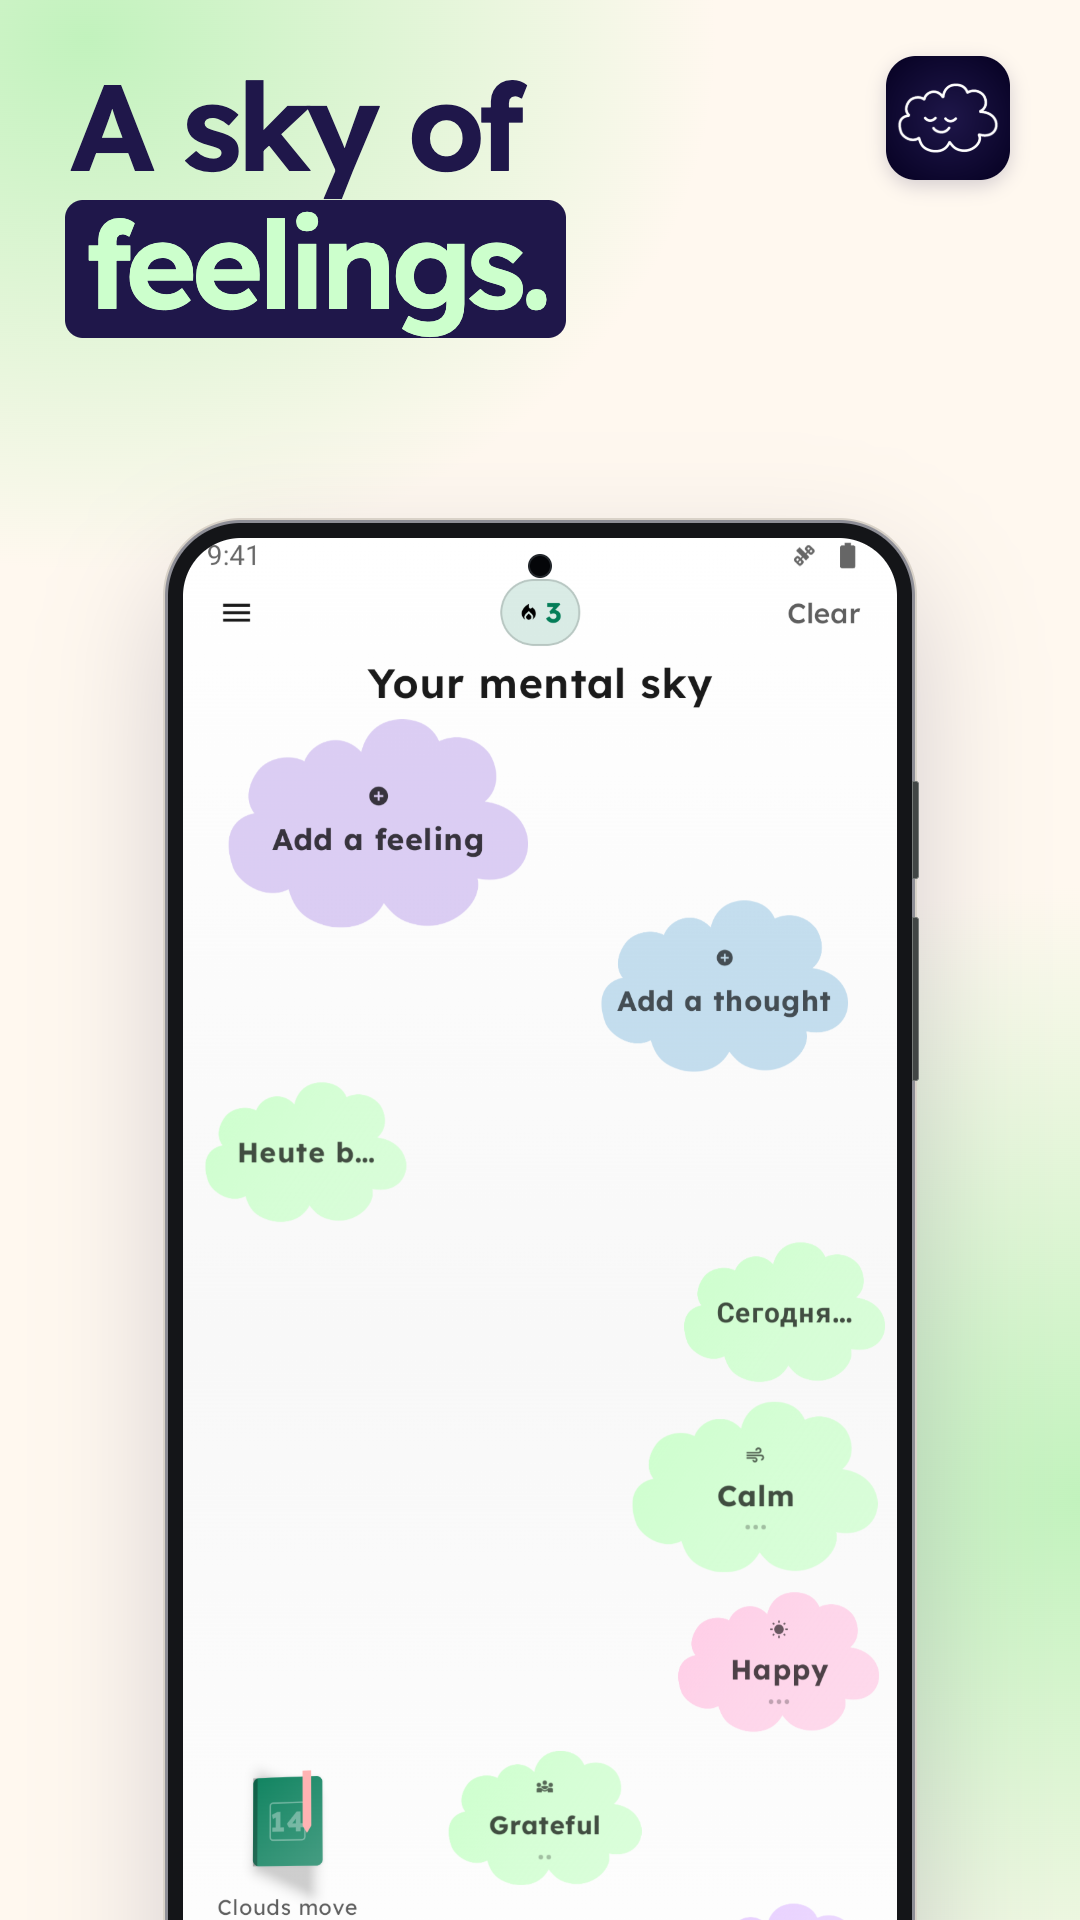 A sky of
feelings.
9:41
3
Clear
Your mental sky
Add a feeling
Add a thought
Heute b...
Сегодня...
Calm
Happy
14
Grateful
Clouds move